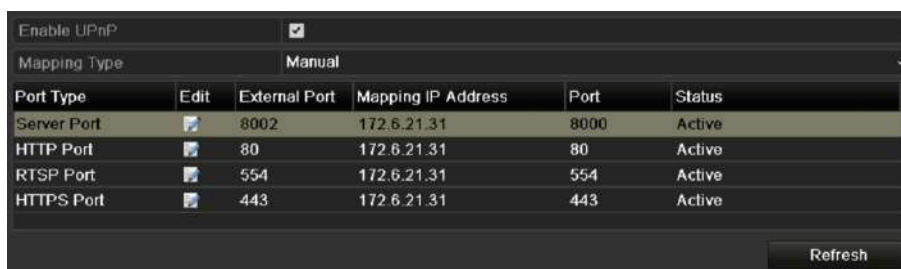 Enable UPnP
Mapping Type Manual
Port Type Edit External Port Mapping IP Address Port Status
Server Port 8002 172.6.21.31 8000 Active
HTTP Port 80 172.6.21.31 80 Active
RTSP Port 554 172.6.21.31 554 Active
HTTPS Port 443 172.6.21.31 443 Active
Refresh